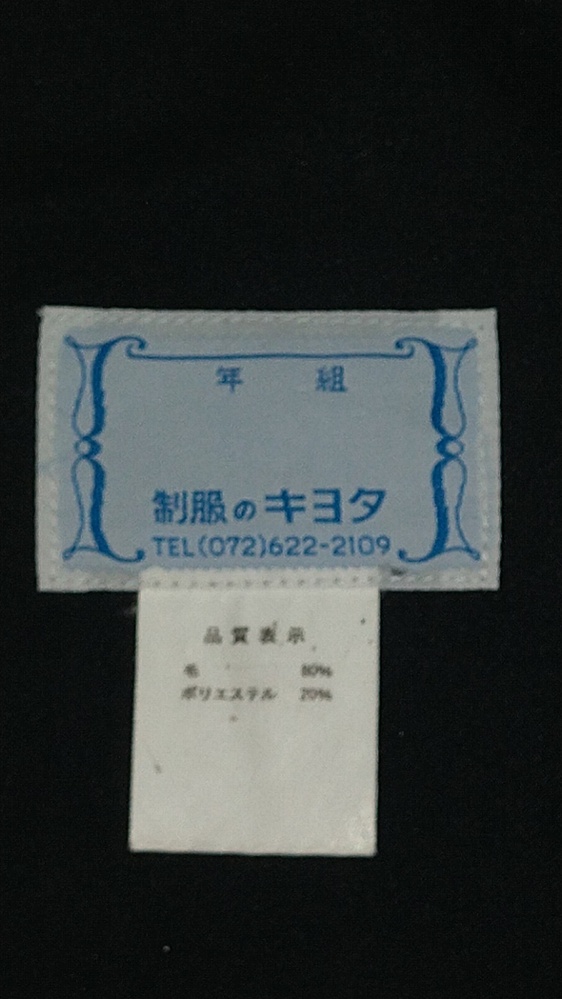 年 組
制服のキヨタ
TEL(072)622-2109
品質表示
毛 80%
ポリエステル 20%